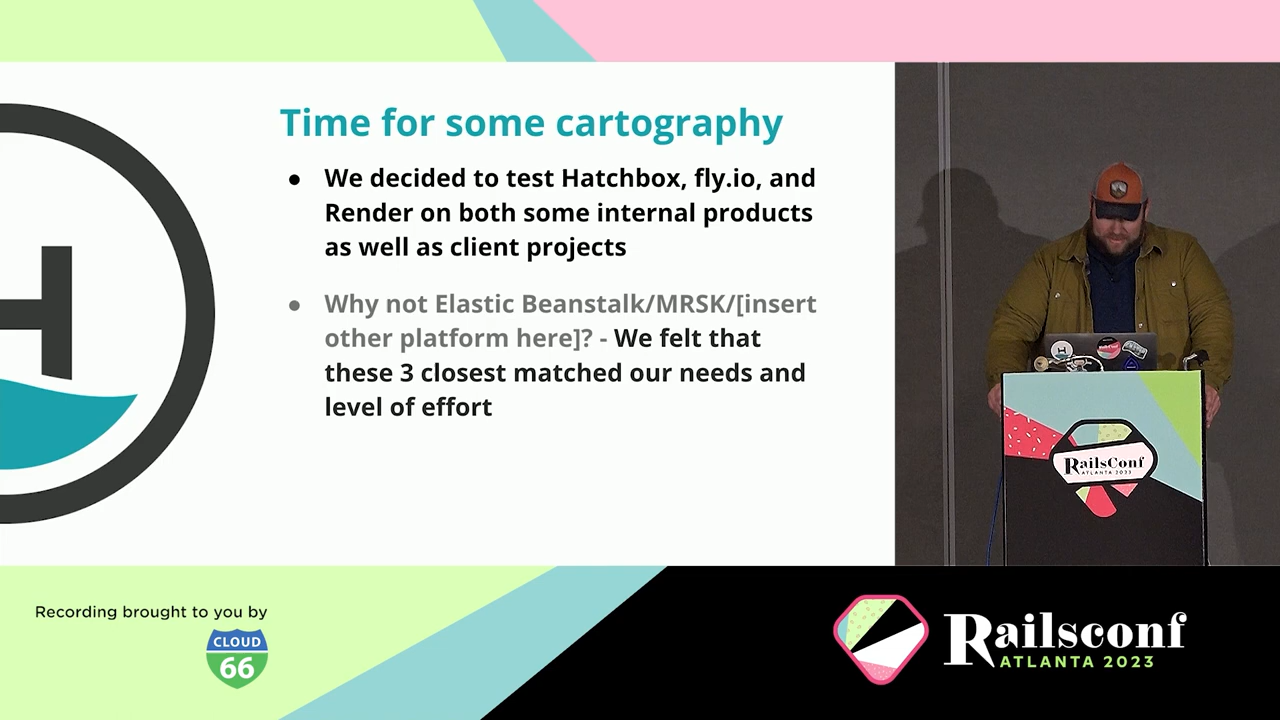 Time for some cartography
● We decided to test Hatchbox, fly.io, and
Render on both some internal products
as well as client projects
● Why not Elastic Beanstalk/MRSK/[insert
other platform here]? - We felt that
these 3 closest matched our needs and
level of effort
H
RailsConf
ATLANTA 2023
Recording brought to you by
CLOUD
66
Railsconf
ATLANTA 2023